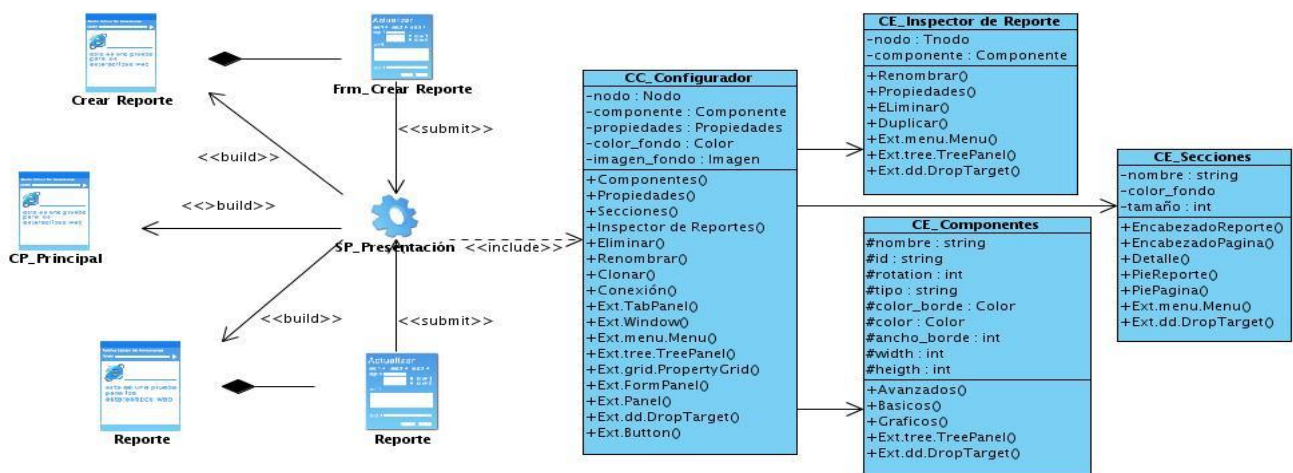 Crear Reporte
Actualizar
Frm_Crear Reporte
<<submit>>
<<build>>
<<>build>>
CP_Principal
SP_Presentación
<<include>>
<<build>>
<<submit>>
Reporte
Actualizar
Reporte
CC_Configurador
-nodo : Nodo
-componente : Componente
-propiedades : Propiedades
-color_fondo : Color
-imagen_fondo : Imagen
+Componentes()
+Propiedades()
+Secciones()
+Inspector de Reportes()
+Eliminar()
+Renombrar()
+Clonar()
+Conexión()
+Ext.TabPanel()
+Ext.Window()
+Ext.menu.Menu()
+Ext.tree.TreePanel()
+Ext.grid.PropertyGrid()
+Ext.FormPanel()
+Ext.Panel()
+Ext.dd.DropTarget()
+Ext.Button()
CE_Inspector de Reporte
-nodo : Tnodo
-componente : Componente
+Renombrar()
+Propiedades()
+ELiminar()
+Duplicar()
+Ext.menu.Menu()
+Ext.tree.TreePanel()
+Ext.dd.DropTarget()
CE_Secciones
-nombre : string
-color_fondo
-tamaño : int
+EncabezadoReporte()
+EncabezadoPagina()
+Detalle()
+PieReporte()
+PiePagina()
+Ext.menu.Menu()
+Ext.dd.DropTarget()
CE_Componentes
#nombre : string
#id : string
#rotation : int
#tipo : string
#color_borde : Color
#color : Color
#ancho_borde : int
#width : int
#heigth : int
+Avanzados()
+Basicos()
+Graficos()
+Ext.tree.TreePanel()
+Ext.dd.DropTarget()